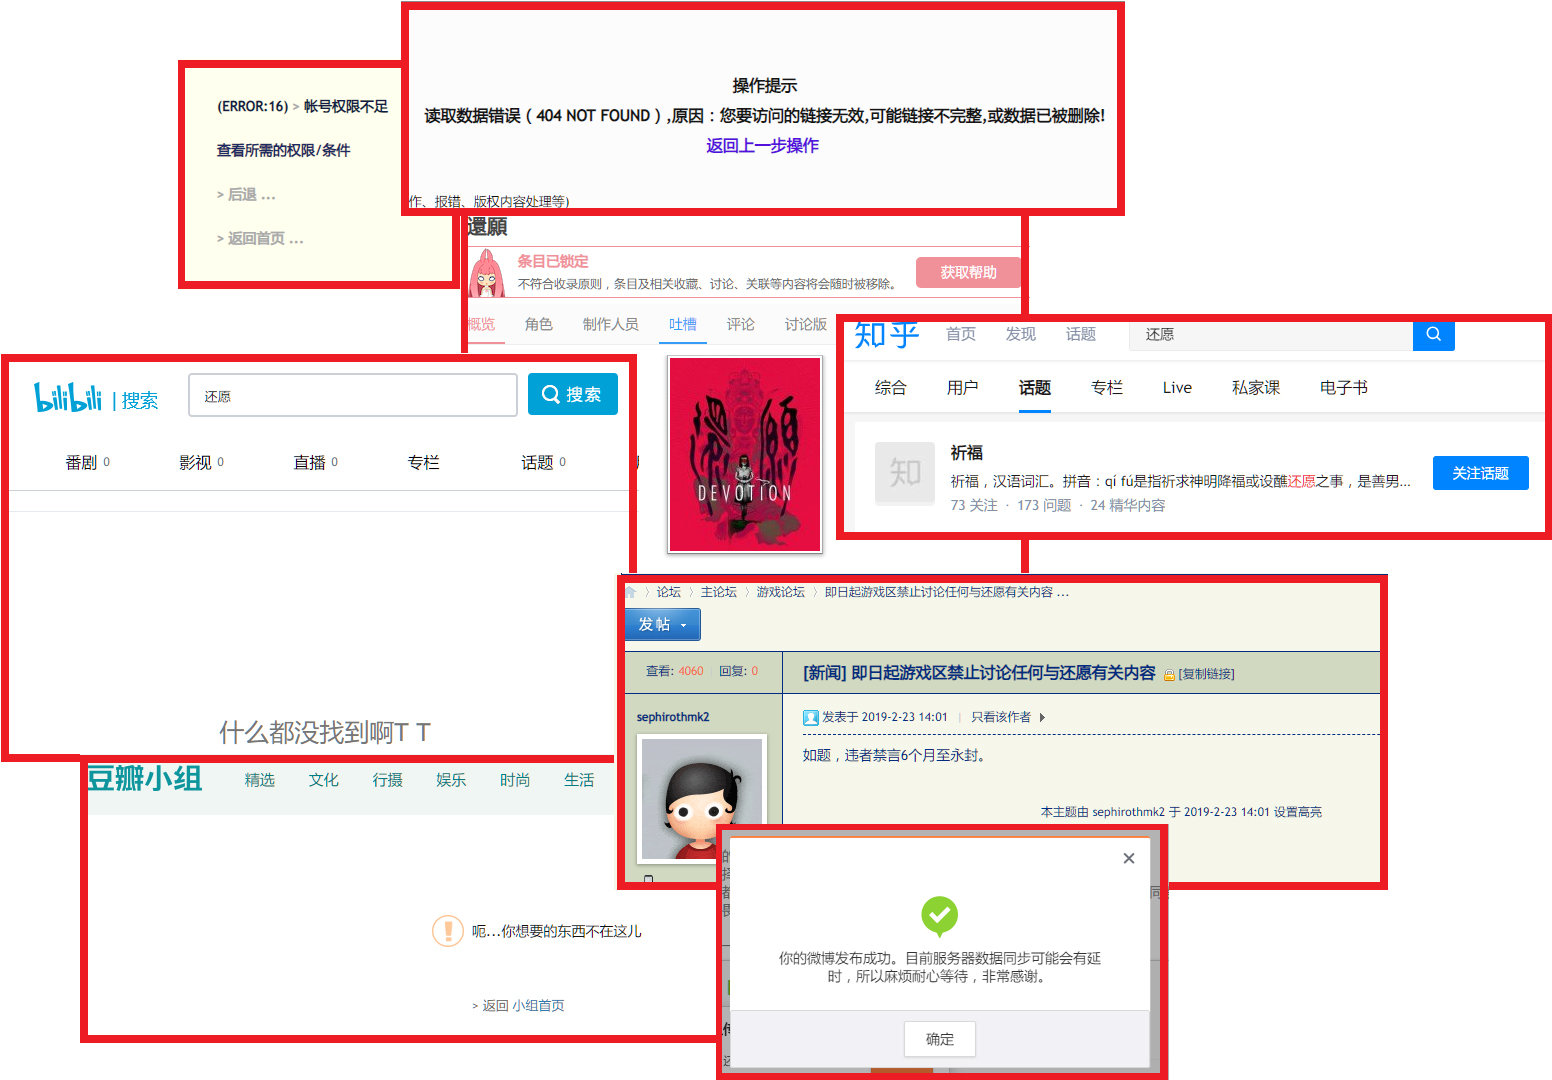 操作提示
读取数据错误（404 NOT FOUND）,原因：您要访问的链接无效,可能链接不完整,或数据已被删除!
返回上一步操作
作、报错、版权内容处理等)
(ERROR:16) > 帐号权限不足
查看所需的权限/条件
> 后退 ...
> 返回首页 ...
還願
条目已锁定
不符合收录原则，条目及相关收藏、讨论、关联等内容将会随时被移除。
获取帮助
概览 角色 制作人员 吐槽 评论 讨论版
還願
DEVOTION
知乎 首页 发现 话题 还愿
综合 用户 话题 专栏 Live 私家课 电子书
知
祈福
祈福，汉语词汇。拼音：qí fú是指祈求神明降福或设醮还愿之事，是善男...
73 关注 · 173 问题 · 24 精华内容
关注话题
bilibili | 搜索 还愿 搜索
番剧 0 影视 0 直播 0 专栏 话题 0
什么都没找到啊T T
论坛 〉主论坛 〉游戏论坛 〉即日起游戏区禁止讨论任何与还愿有关内容 ...
发帖
查看: 4060 | 回复: 0
[新闻] 即日起游戏区禁止讨论任何与还愿有关内容 [复制链接]
sephirothmk2
发表于 2019-2-23 14:01 | 只看该作者
如题，违者禁言6个月至永封。
本主题由 sephirothmk2 于 2019-2-23 14:01 设置高亮
豆瓣小组 精选 文化 行摄 娱乐 时尚 生活
呃...你想要的东西不在这儿
> 返回 小组首页
你的微博发布成功。目前服务器数据同步可能会有延
时，所以麻烦耐心等待，非常感谢。
确定